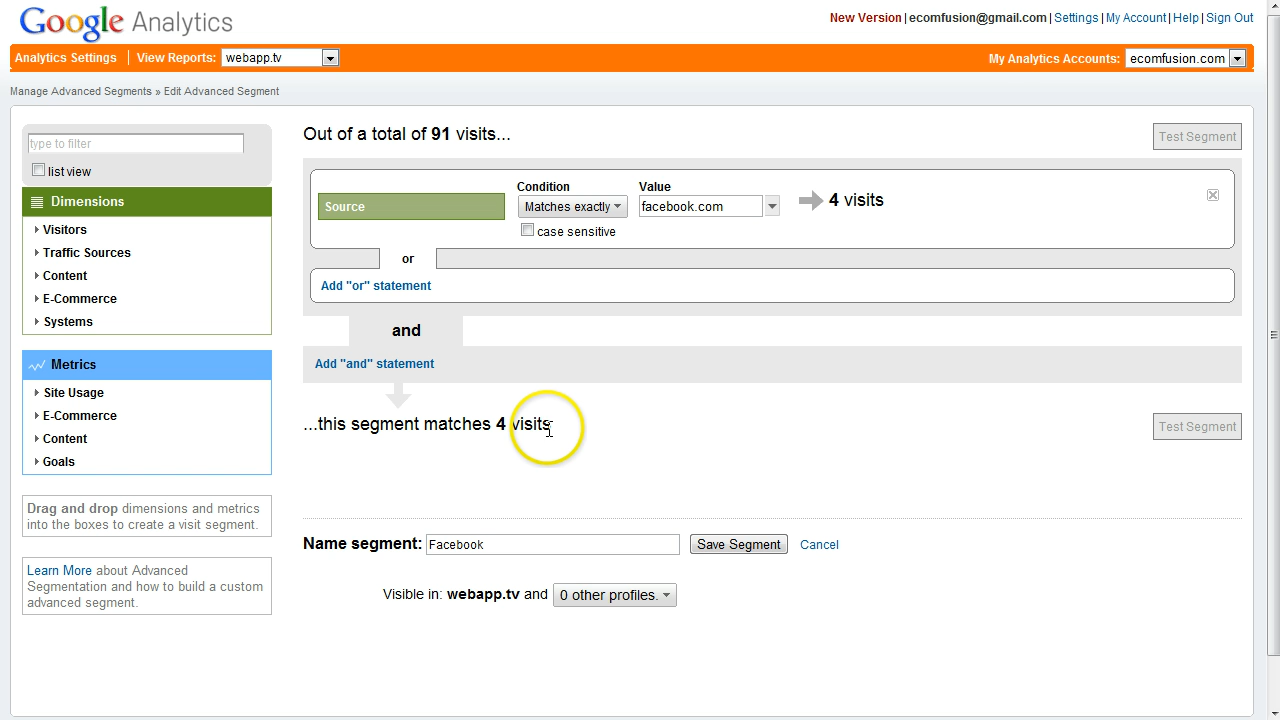 Google Analytics
New Version | ecomfusion@gmail.com | Settings | My Account | Help | Sign Out
Analytics Settings | View Reports: webapp.tv
My Analytics Accounts: ecomfusion.com
Manage Advanced Segments » Edit Advanced Segment
type to filter
list view
Dimensions
Visitors
Traffic Sources
Content
E-Commerce
Systems
Metrics
Site Usage
E-Commerce
Content
Goals
Drag and drop dimensions and metrics
into the boxes to create a visit segment.
Learn More about Advanced
Segmentation and how to build a custom
advanced segment.
Out of a total of 91 visits...
Test Segment
Condition
Value
Source
Matches exactly
facebook.com
4 visits
case sensitive
or
Add "or" statement
and
Add "and" statement
...this segment matches 4 visits
Test Segment
Name segment: Facebook
Save Segment
Cancel
Visible in: webapp.tv and 0 other profiles.